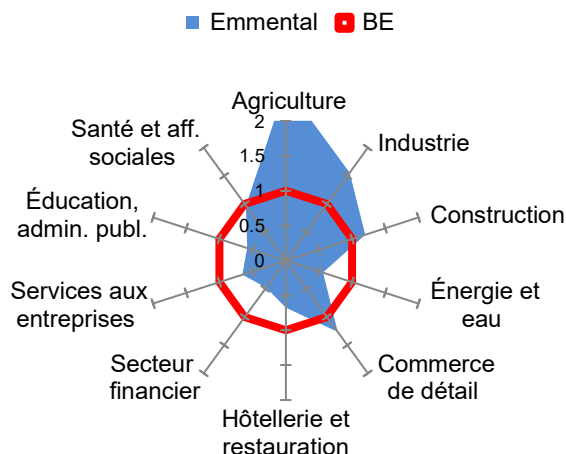 Emmental BE
Agriculture
2
1.5
1
0.5
0
Industrie
Construction
Énergie et
eau
Commerce
de détail
Hôtellerie et
restauration
Secteur
financier
Services aux
entreprises
Éducation,
admin. publ.
Santé et aff.
sociales